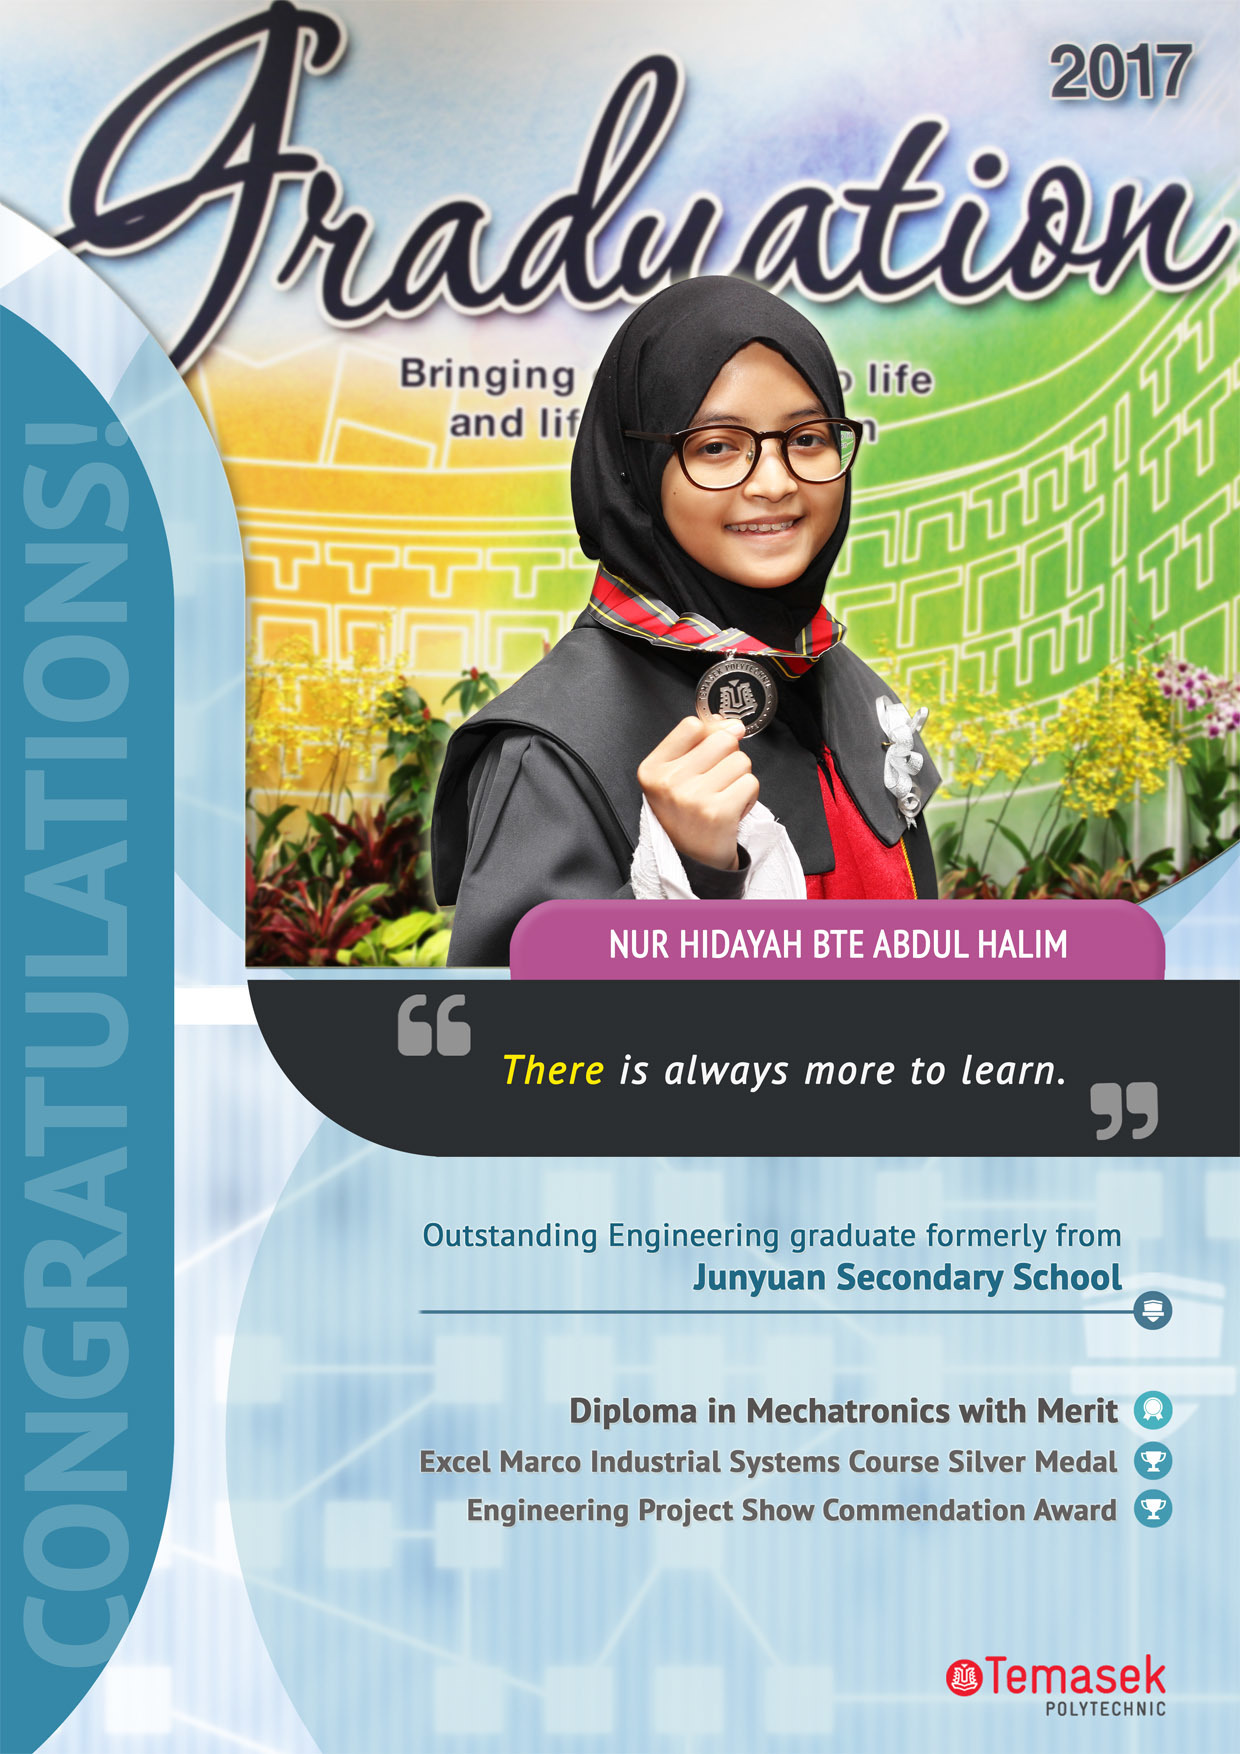 Graduation
2017
Bringing life
and
CONGRATULATIONS!
TEMASEK POLYTECHNIC
NUR HIDAYAH BTE ABDUL HALIM
“There is always more to learn.”
Outstanding Engineering graduate formerly from
Junyuan Secondary School
Diploma in Mechatronics with Merit
Excel Marco Industrial Systems Course Silver Medal
Engineering Project Show Commendation Award
Temasek
POLYTECHNIC